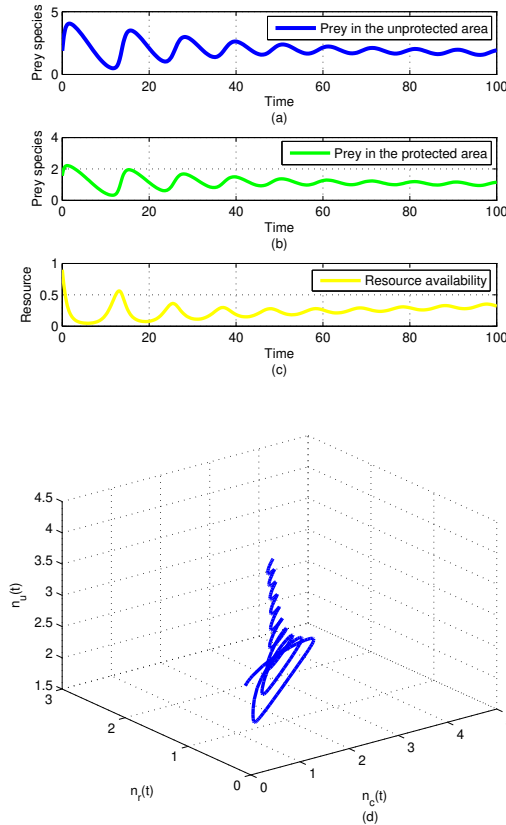 5
0
Prey species
Prey in the unprotected area
0 20 40 60 80 100
Time
(a)
4
2
0
Prey species
Prey in the protected area
0 20 40 60 80 100
Time
(b)
1
0.5
0
Resource
Resource availability
0 20 40 60 80 100
Time
(c)
4.5
4
3.5
3
2.5
2
1.5
n_u(t)
3
2
1
0
n_r(t)
0
1
2
3
4
n_c(t)
(d)